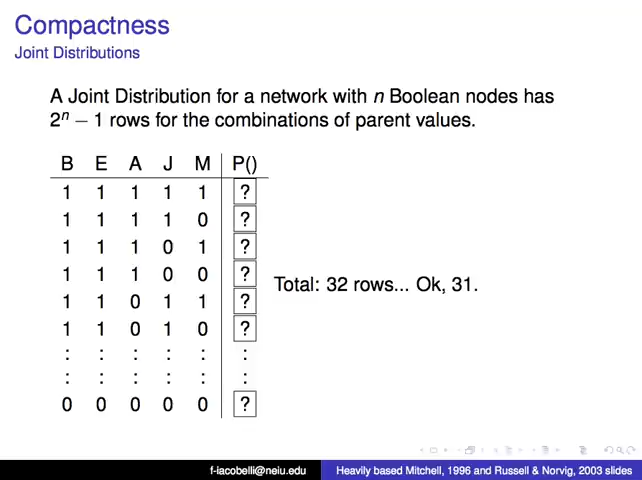 Compactness
Joint Distributions
A Joint Distribution for a network with n Boolean nodes has
2ⁿ − 1 rows for the combinations of parent values.
B E A J M P()
1 1 1 1 1 ?
1 1 1 1 0 ?
1 1 1 0 1 ?
1 1 1 0 0 ?
1 1 0 1 1 ?
1 1 0 1 0 ?
: : : : : :
: : : : : :
0 0 0 0 0 ?
Total: 32 rows... Ok, 31.
f-iacobelli@neiu.edu Heavily based Mitchell, 1996 and Russell & Norvig, 2003 slides